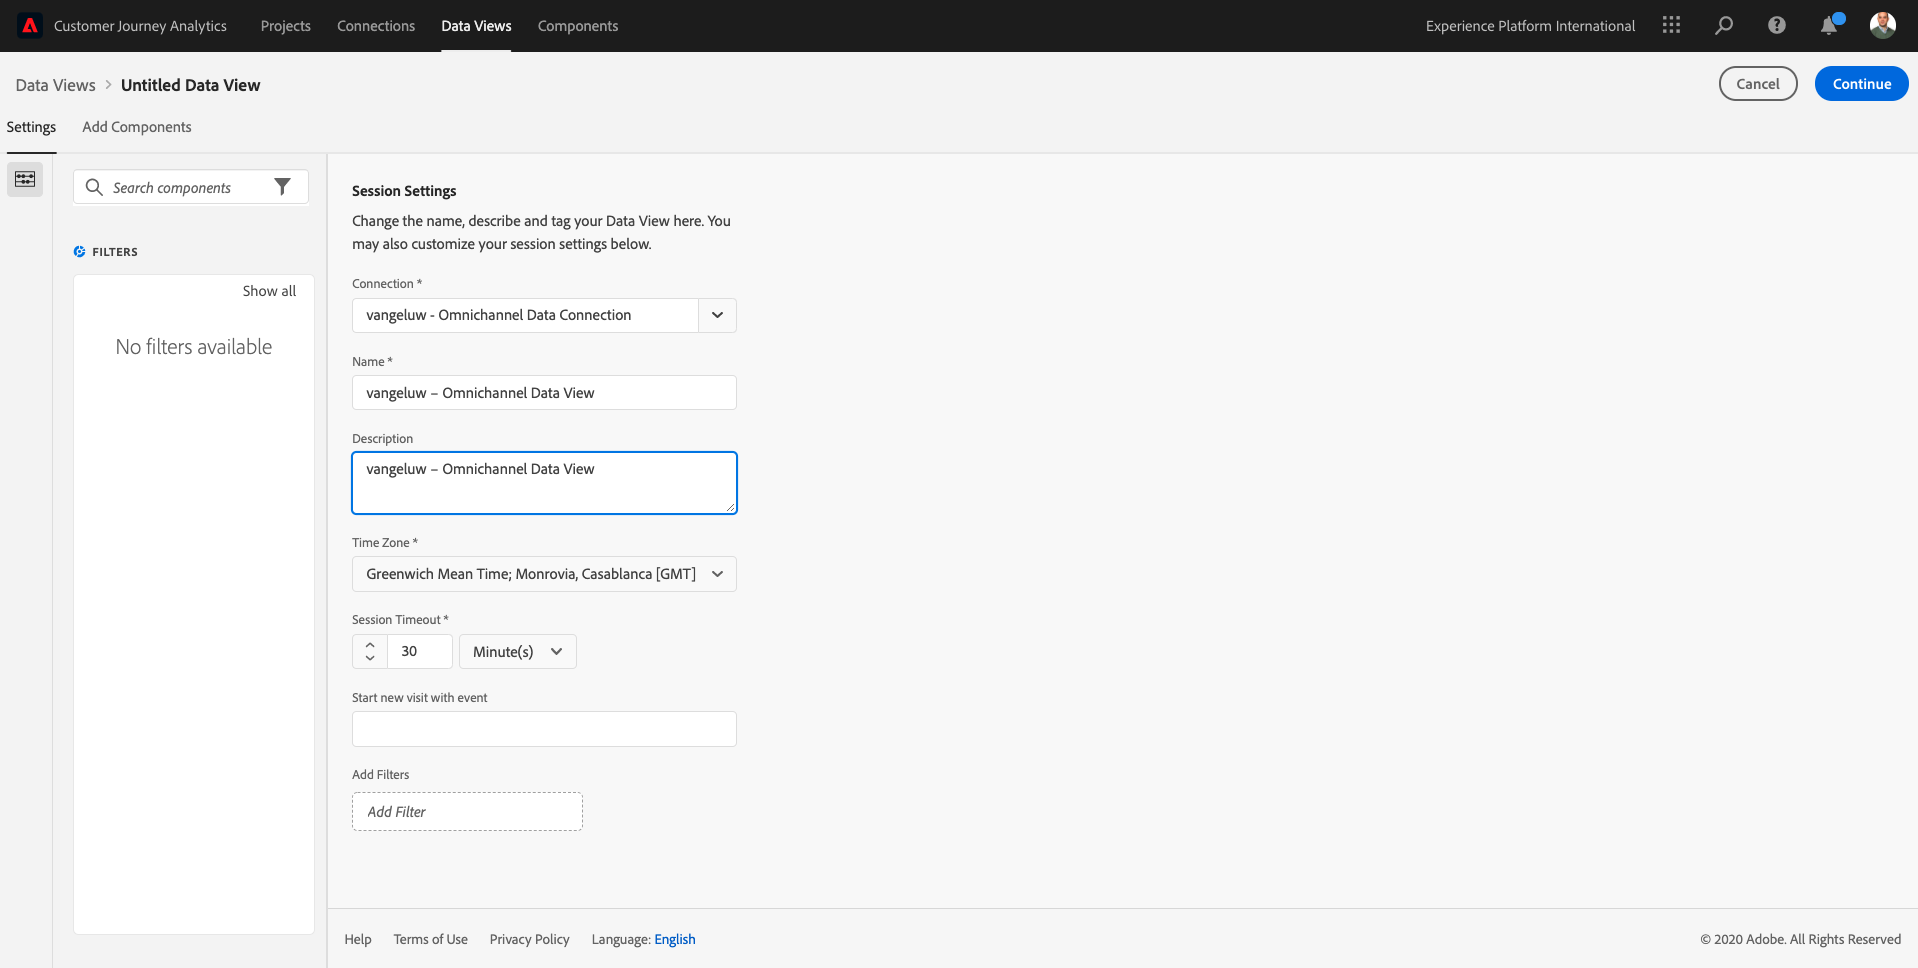 Customer Journey Analytics Projects Connections Data Views Components Experience Platform International
Data Views > Untitled Data View Cancel Continue
Settings Add Components
Search components
FILTERS
Show all
No filters available
Session Settings
Change the name, describe and tag your Data View here. You
may also customize your session settings below.
Connection *
vangeluw - Omnichannel Data Connection
Name *
vangeluw – Omnichannel Data View
Description
vangeluw – Omnichannel Data View
Time Zone *
Greenwich Mean Time; Monrovia, Casablanca [GMT]
Session Timeout *
30 Minute(s)
Start new visit with event
Add Filters
Add Filter
Help Terms of Use Privacy Policy Language: English © 2020 Adobe. All Rights Reserved